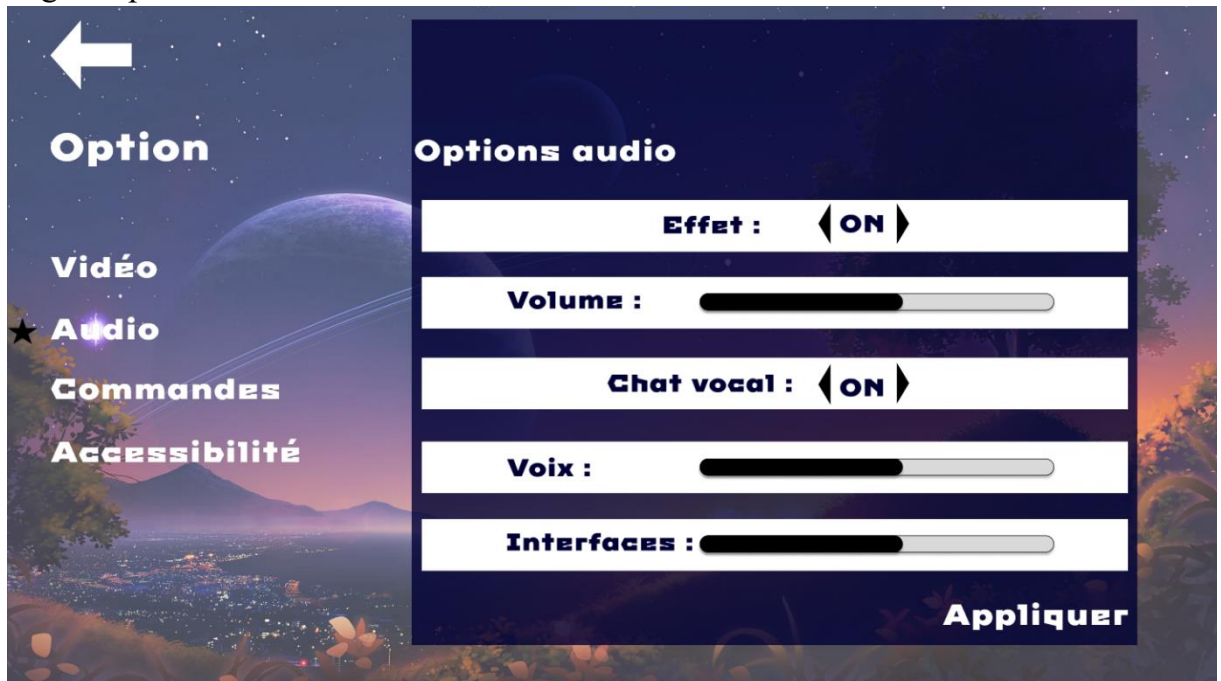 Option
Vidéo
Audio
Commandes
Accessibilité
Options audio
Effet : ON
Volume :
Chat vocal : ON
Voix :
Interfaces :
Appliquer